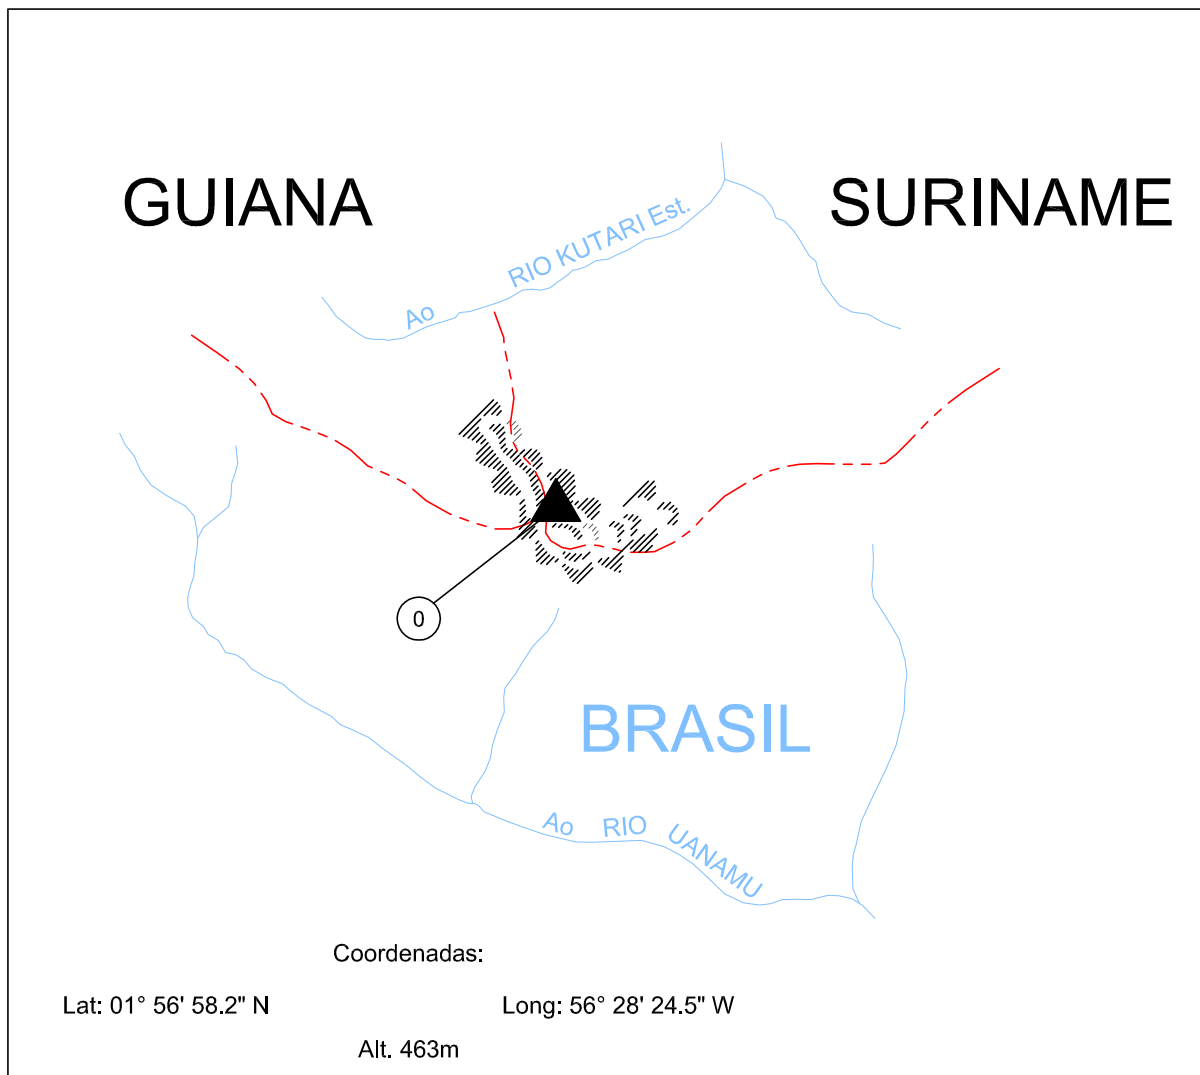 GUIANA
SURINAME
Ao RIO KUTARI Est.
0
BRASIL
Ao RIO UANAMU
Coordenadas:
Lat: 01° 56' 58.2" N
Long: 56° 28' 24.5" W
Alt. 463m